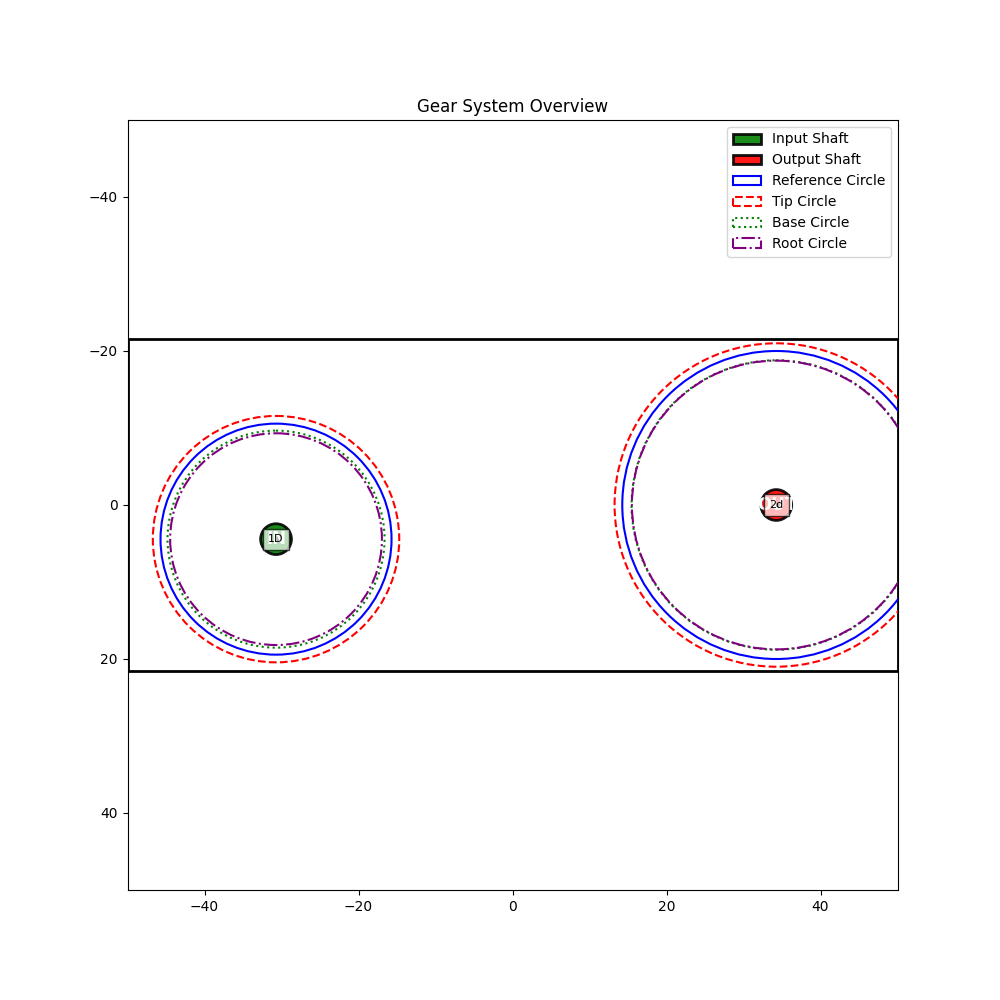 Gear System Overview
Input Shaft
Output Shaft
Reference Circle
Tip Circle
Base Circle
Root Circle
−40
−20
0
20
40
1D
2d
−40
−20
0
20
40